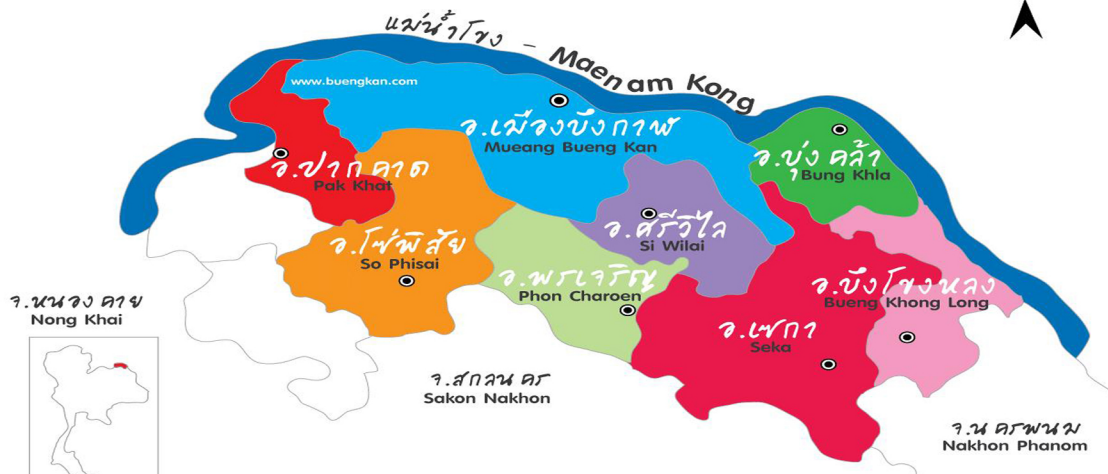 แม่น้ำโขง - Maenam Kong
www.buengkan.com
อ.เมืองบึงกาฬ
Mueang Bueng Kan
อ.บุ่งคล้า
Bung Khla
อ.ปากคาด
Pak Khat
อ.ศรีวิไล
Si Wilai
อ.โซ่พิสัย
So Phisai
อ.พรเจริญ
Phon Charoen
อ.บึงโขงหลง
Bueng Khong Long
จ.หนองคาย
Nong Khai
อ.เซกา
Seka
จ.สกลนคร
Sakon Nakhon
จ.นครพนม
Nakhon Phanom